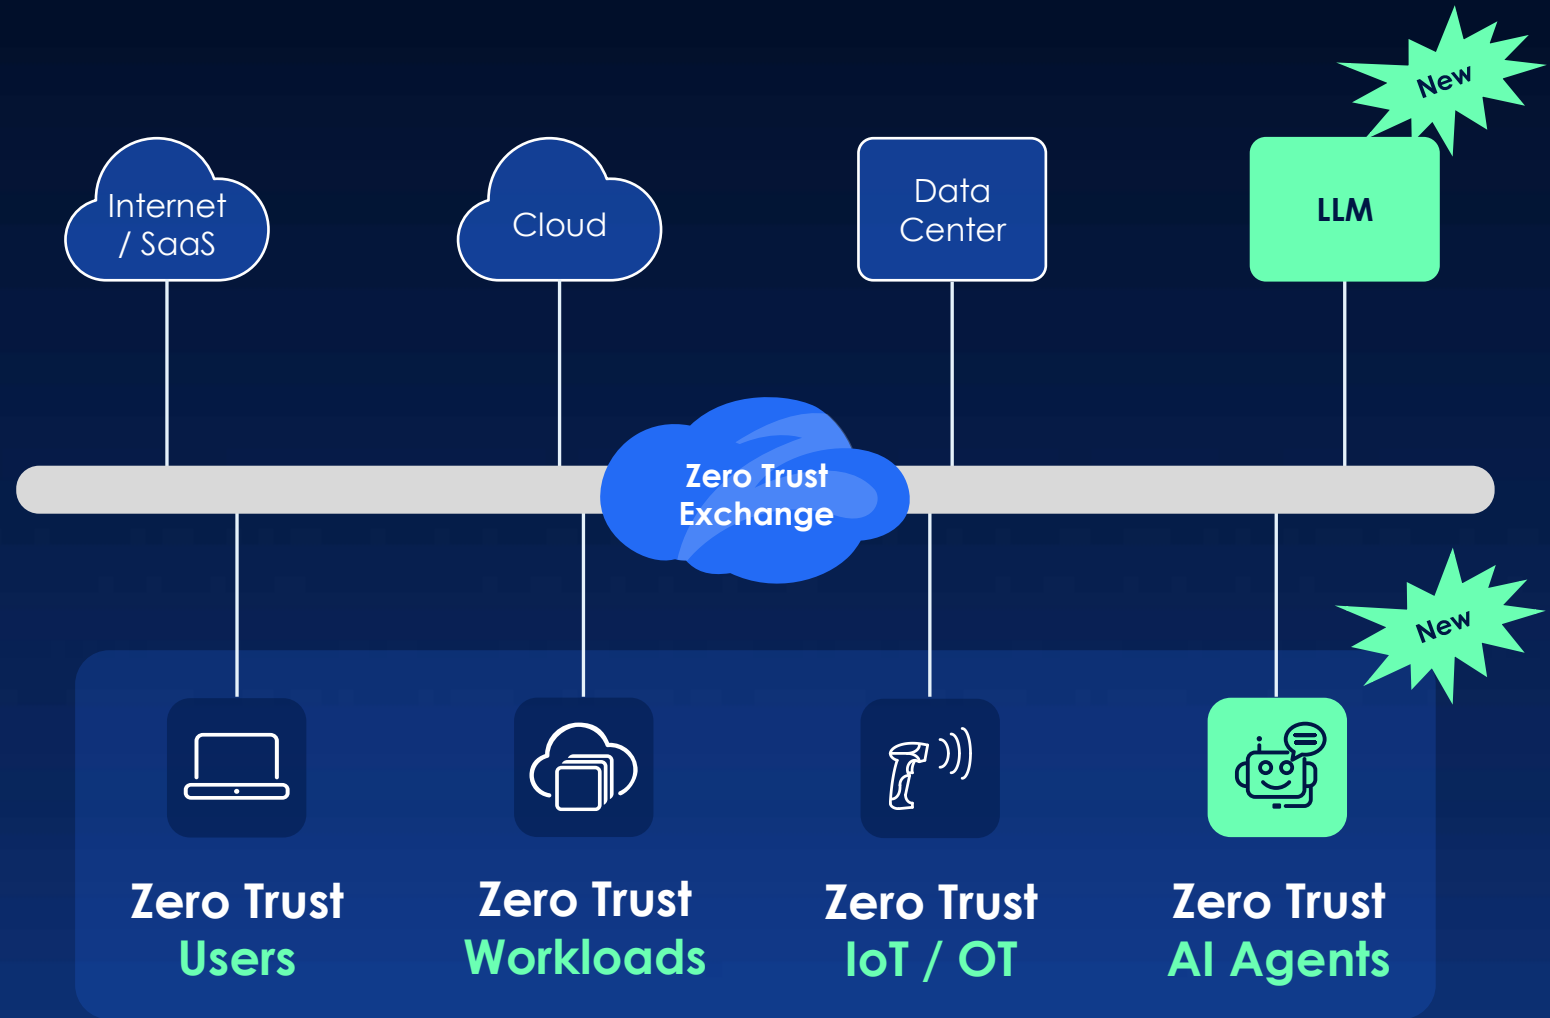 New
Internet
/ SaaS
Cloud
Data
Center
LLM
Zero Trust
Exchange
New
Zero Trust
Users
Zero Trust
Workloads
Zero Trust
IoT / OT
Zero Trust
AI Agents